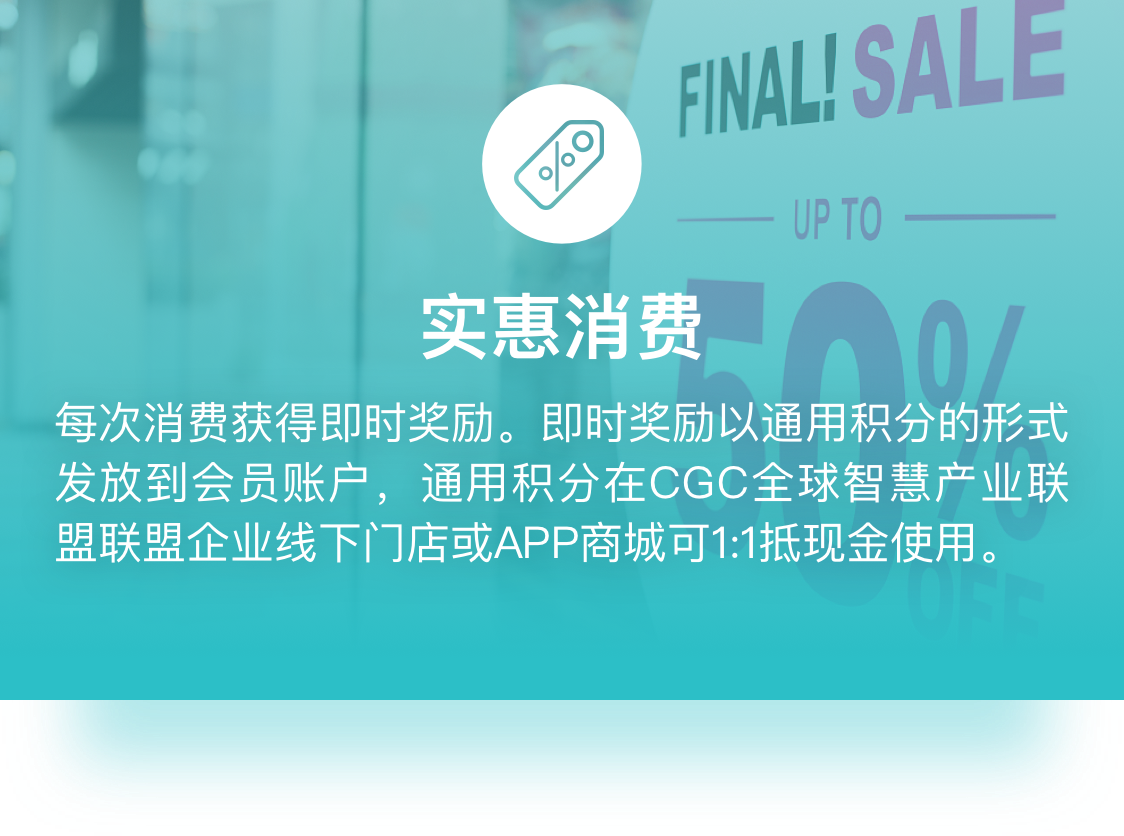 FINAL! SALE
UP TO
50%
OFF
实惠消费
每次消费获得即时奖励。即时奖励以通用积分的形式
发放到会员账户，通用积分在CGC全球智慧产业联
盟联盟企业线下门店或APP商城可1:1抵现金使用。